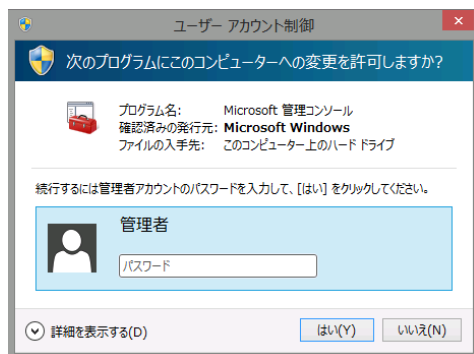 ユーザー アカウント制御
次のプログラムにこのコンピューターへの変更を許可しますか?
プログラム名: Microsoft 管理コンソール
確認済みの発行元: Microsoft Windows
ファイルの入手先: このコンピューター上のハード ドライブ
続行するには管理者アカウントのパスワードを入力して、[はい] をクリックしてください。
管理者
パスワード
詳細を表示する(D)
はい(Y)
いいえ(N)